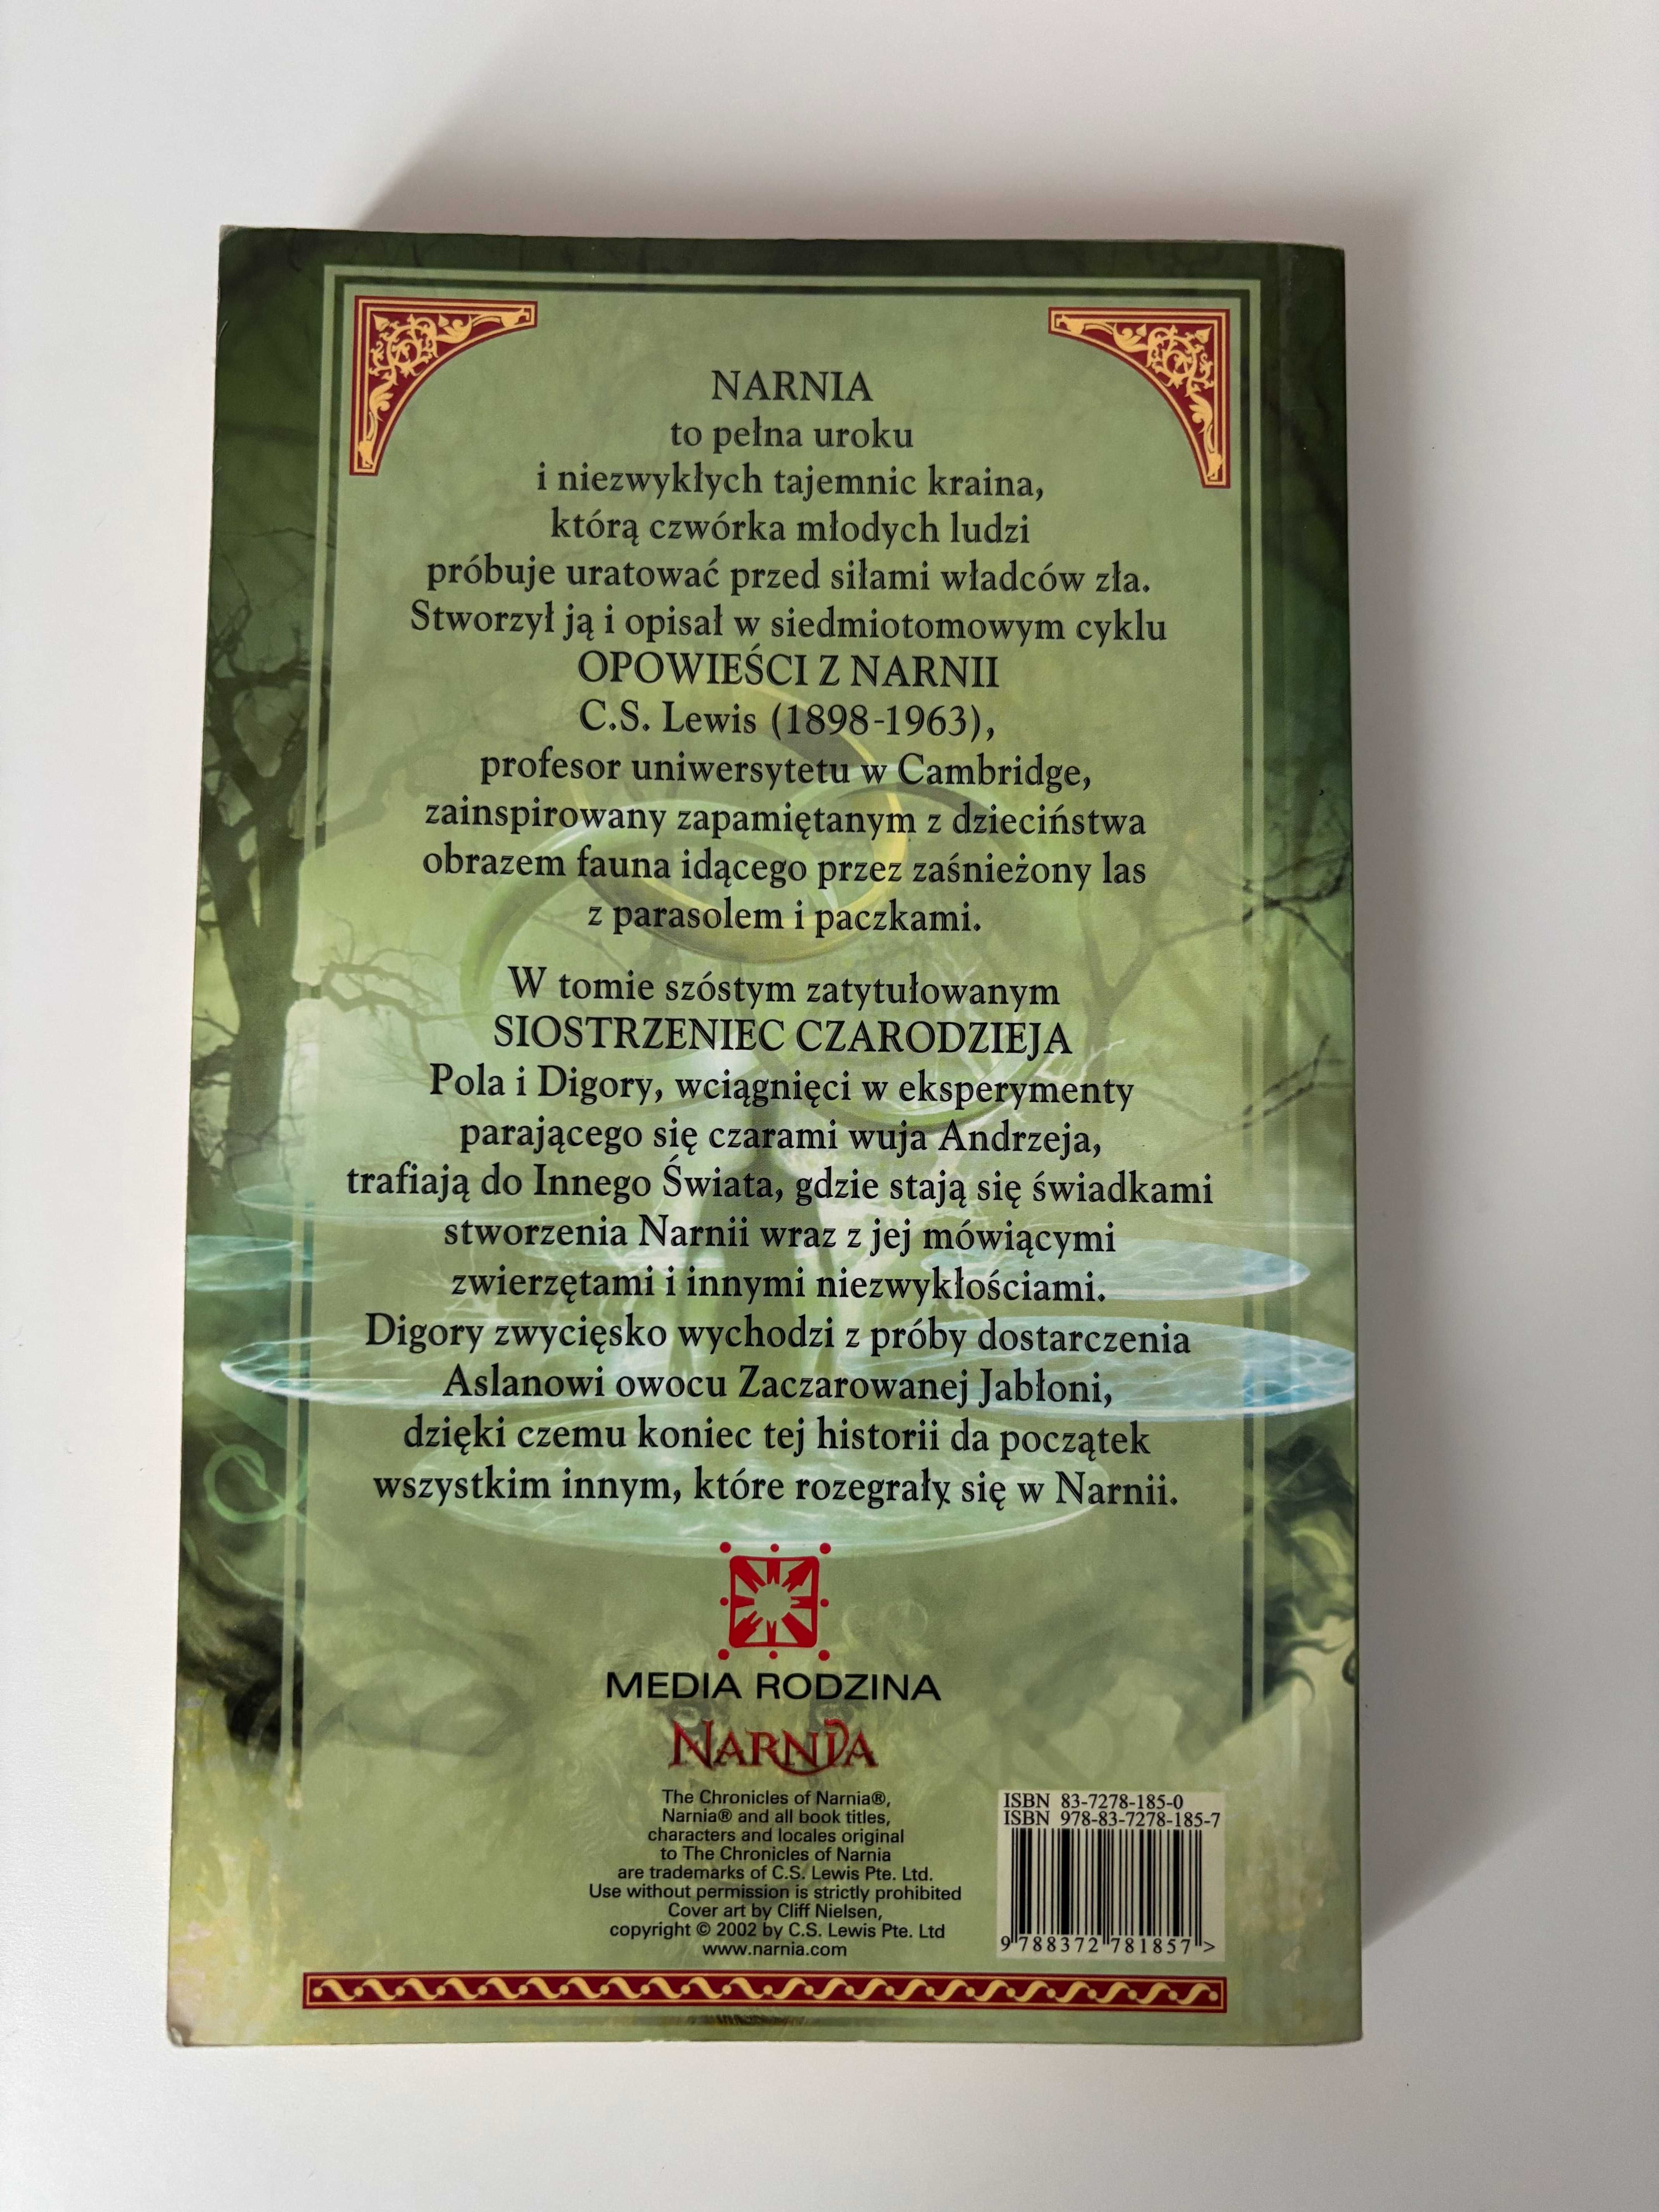 NARNIA
to pełna uroku
i niezwykłych tajemnic kraina,
którą czwórka młodych ludzi
próbuje uratować przed siłami władców zła.
Stworzył ją i opisał w siedmiotomowym cyklu
OPOWIEŚCI Z NARNII
C.S. Lewis (1898-1963),
profesor uniwersytetu w Cambridge,
zainspirowany zapamiętanym z dzieciństwa
obrazem fauna idącego przez zaśnieżony las
z parasolem i paczkami.
W tomie szóstym zatytułowanym
SIOSTRZENIEC CZARODZIEJA
Pola i Digory, wciągnięci w eksperymenty
parającego się czarami wuja Andrzeja,
trafiają do Innego Świata, gdzie stają się świadkami
stworzenia Narnii wraz z jej mówiącymi
zwierzętami i innymi niezwykłościami.
Digory zwycięsko wychodzi z próby dostarczenia
Aslanowi owocu Zaczarowanej Jabłoni,
dzięki czemu koniec tej historii da początek
wszystkim innym, które rozegrały się w Narnii.
MEDIA RODZINA
NARNIA
The Chronicles of Narnia®,
Narnia® and all book titles,
characters and locales original
to The Chronicles of Narnia
are trademarks of C.S. Lewis Pte. Ltd.
Use without permission is strictly prohibited
Cover art by Cliff Nielsen,
copyright © 2002 by C.S. Lewis Pte. Ltd
www.narnia.com
ISBN 83-7278-185-0
ISBN 978-83-7278-185-7
9 788372 781857 >